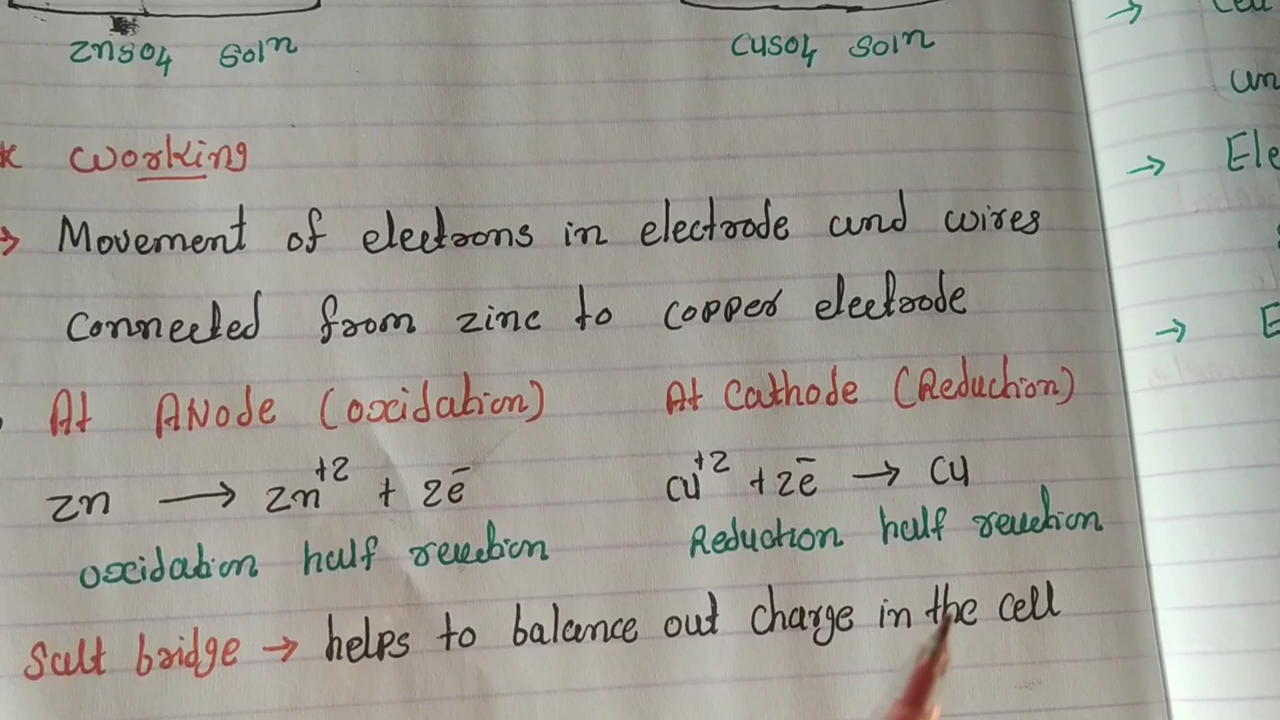 ZnSO4 Soln CuSO4 Soln
Working
→ Movement of electrons in electrode and wires
connected from zinc to copper electrode
At ANode (oxidation) At Cathode (Reduction)
Zn → Zn+2 + 2e- Cu+2 + 2e- → Cu
oxidation half reaction Reduction half reaction
Salt bridge → helps to balance out charge in the cell
→
un
→ Ele
→ E